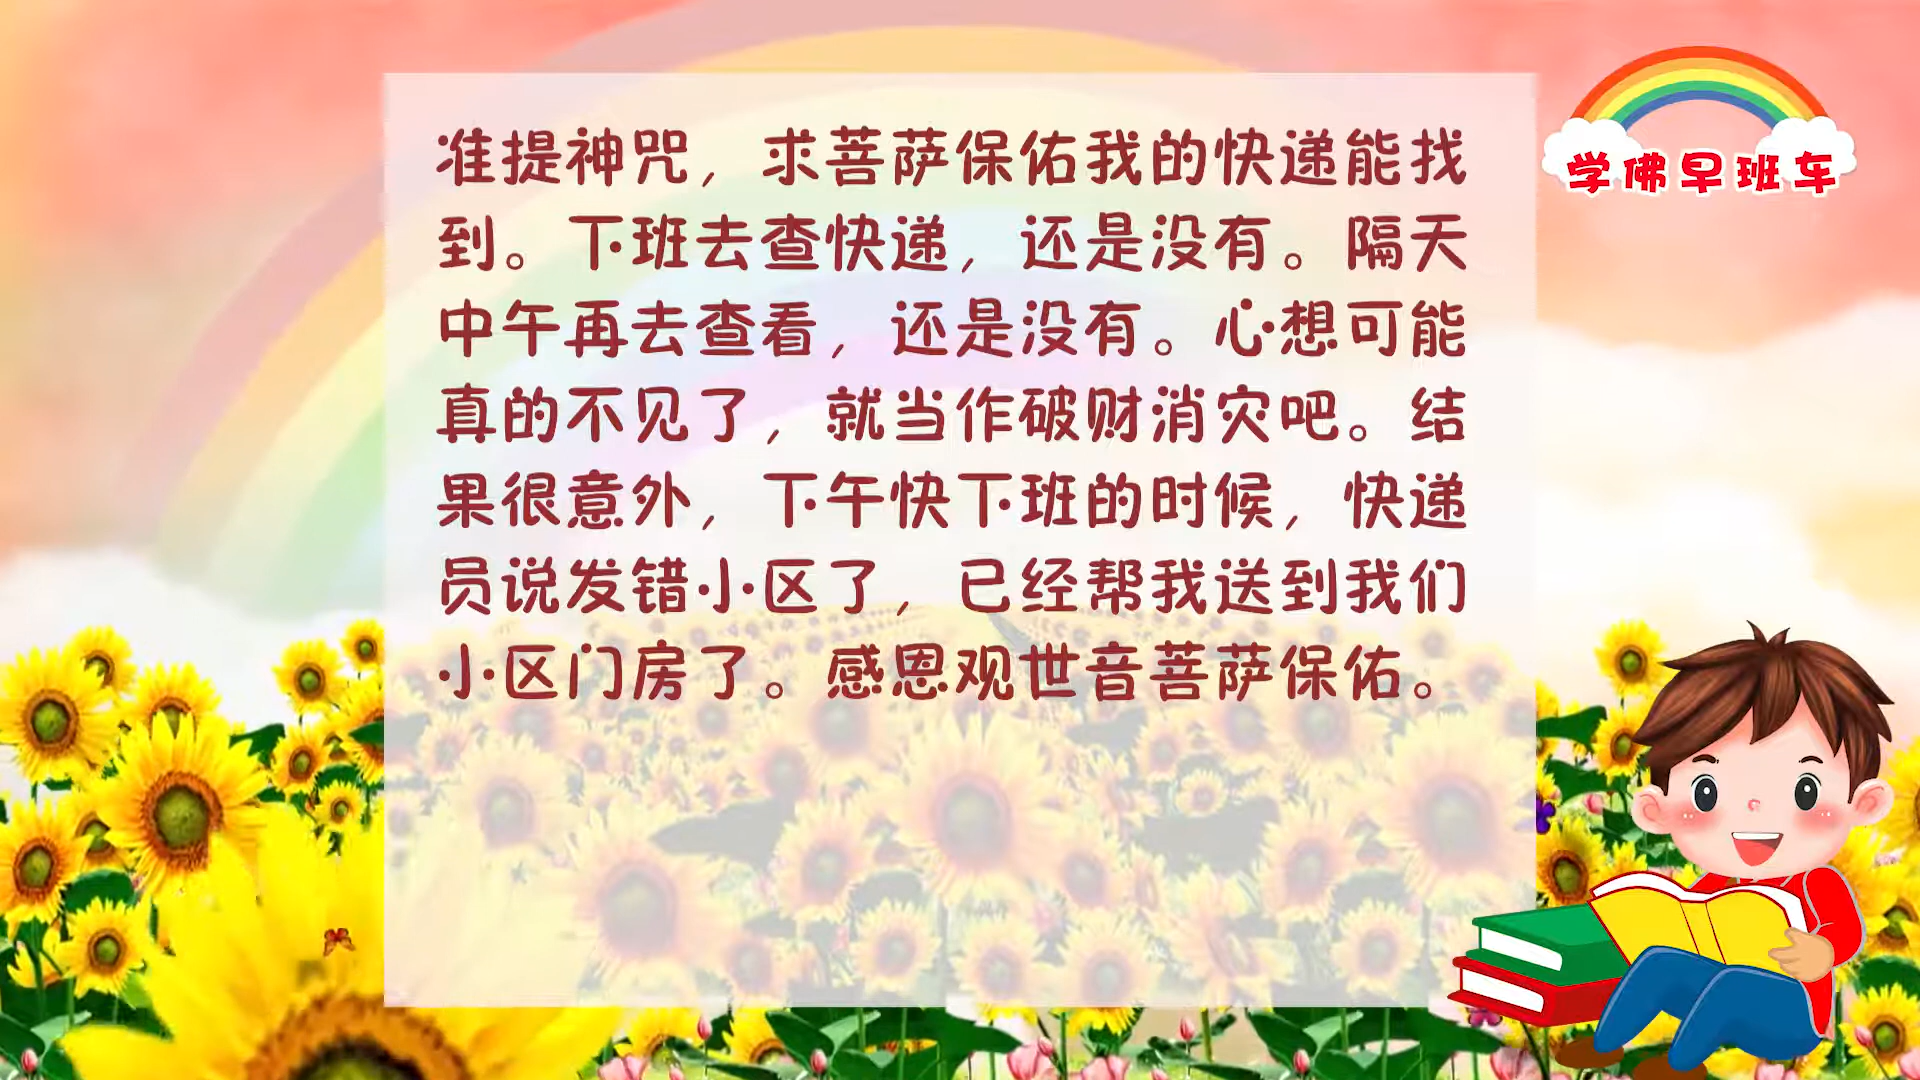 准提神咒，求菩萨保佑我的快递能找
到。下班去查快递，还是没有。隔天
中午再去查看，还是没有。心想可能
真的不见了，就当作破财消灾吧。结
果很意外，下午快下班的时候，快递
员说发错小区了，已经帮我送到我们
小区门房了。感恩观世音菩萨保佑。
学佛早班车